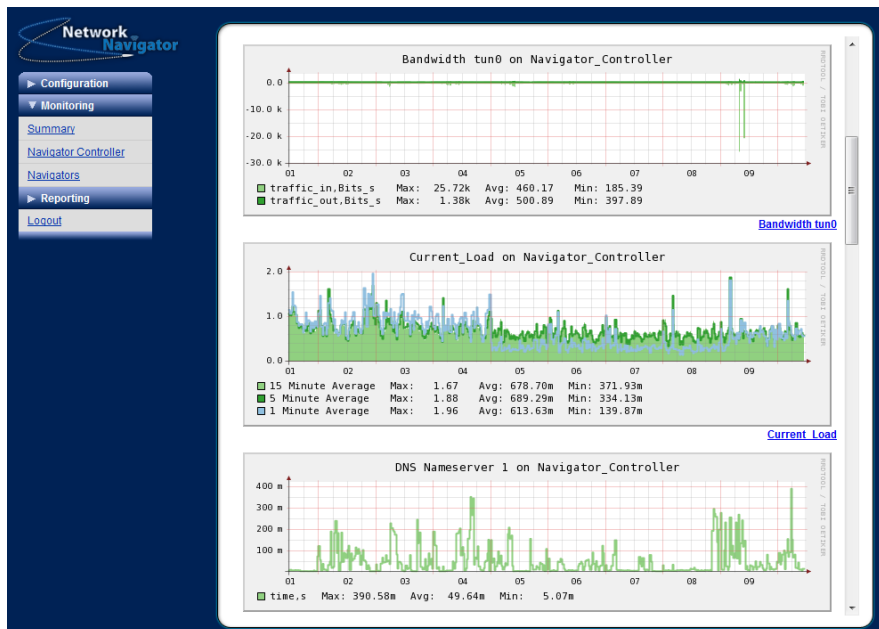 Network
Navigator
Configuration
Monitoring
Summary
Navigator Controller
Navigators
Reporting
Logout
Bandwidth tun0 on Navigator_Controller
RRDTOOL / TOBI OETIKER
0.0
-10.0 k
-20.0 k
-30.0 k
01 02 03 04 05 06 07 08 09
traffic_in,Bits_s Max: 25.72k Avg: 460.17 Min: 185.39
traffic_out,Bits_s Max: 1.38k Avg: 500.89 Min: 397.89
Bandwidth tun0
Current_Load on Navigator_Controller
RRDTOOL / TOBI OETIKER
2.0
1.0
0.0
01 02 03 04 05 06 07 08 09
15 Minute Average Max: 1.67 Avg: 678.70m Min: 371.93m
5 Minute Average Max: 1.88 Avg: 689.29m Min: 334.13m
1 Minute Average Max: 1.96 Avg: 613.63m Min: 139.87m
Current_Load
DNS Nameserver 1 on Navigator_Controller
RRDTOOL / TOBI OETIKER
400 m
300 m
200 m
100 m
01 02 03 04 05 06 07 08 09
time,s Max: 390.58m Avg: 49.64m Min: 5.07m